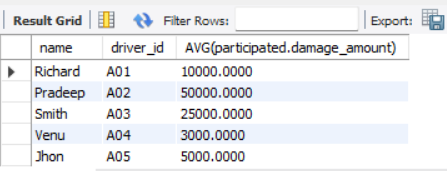 Result Grid Filter Rows: Export:
name driver_id AVG(participated.damage_amount)
Richard A01 10000.0000
Pradeep A02 50000.0000
Smith A03 25000.0000
Venu A04 3000.0000
Jhon A05 5000.0000